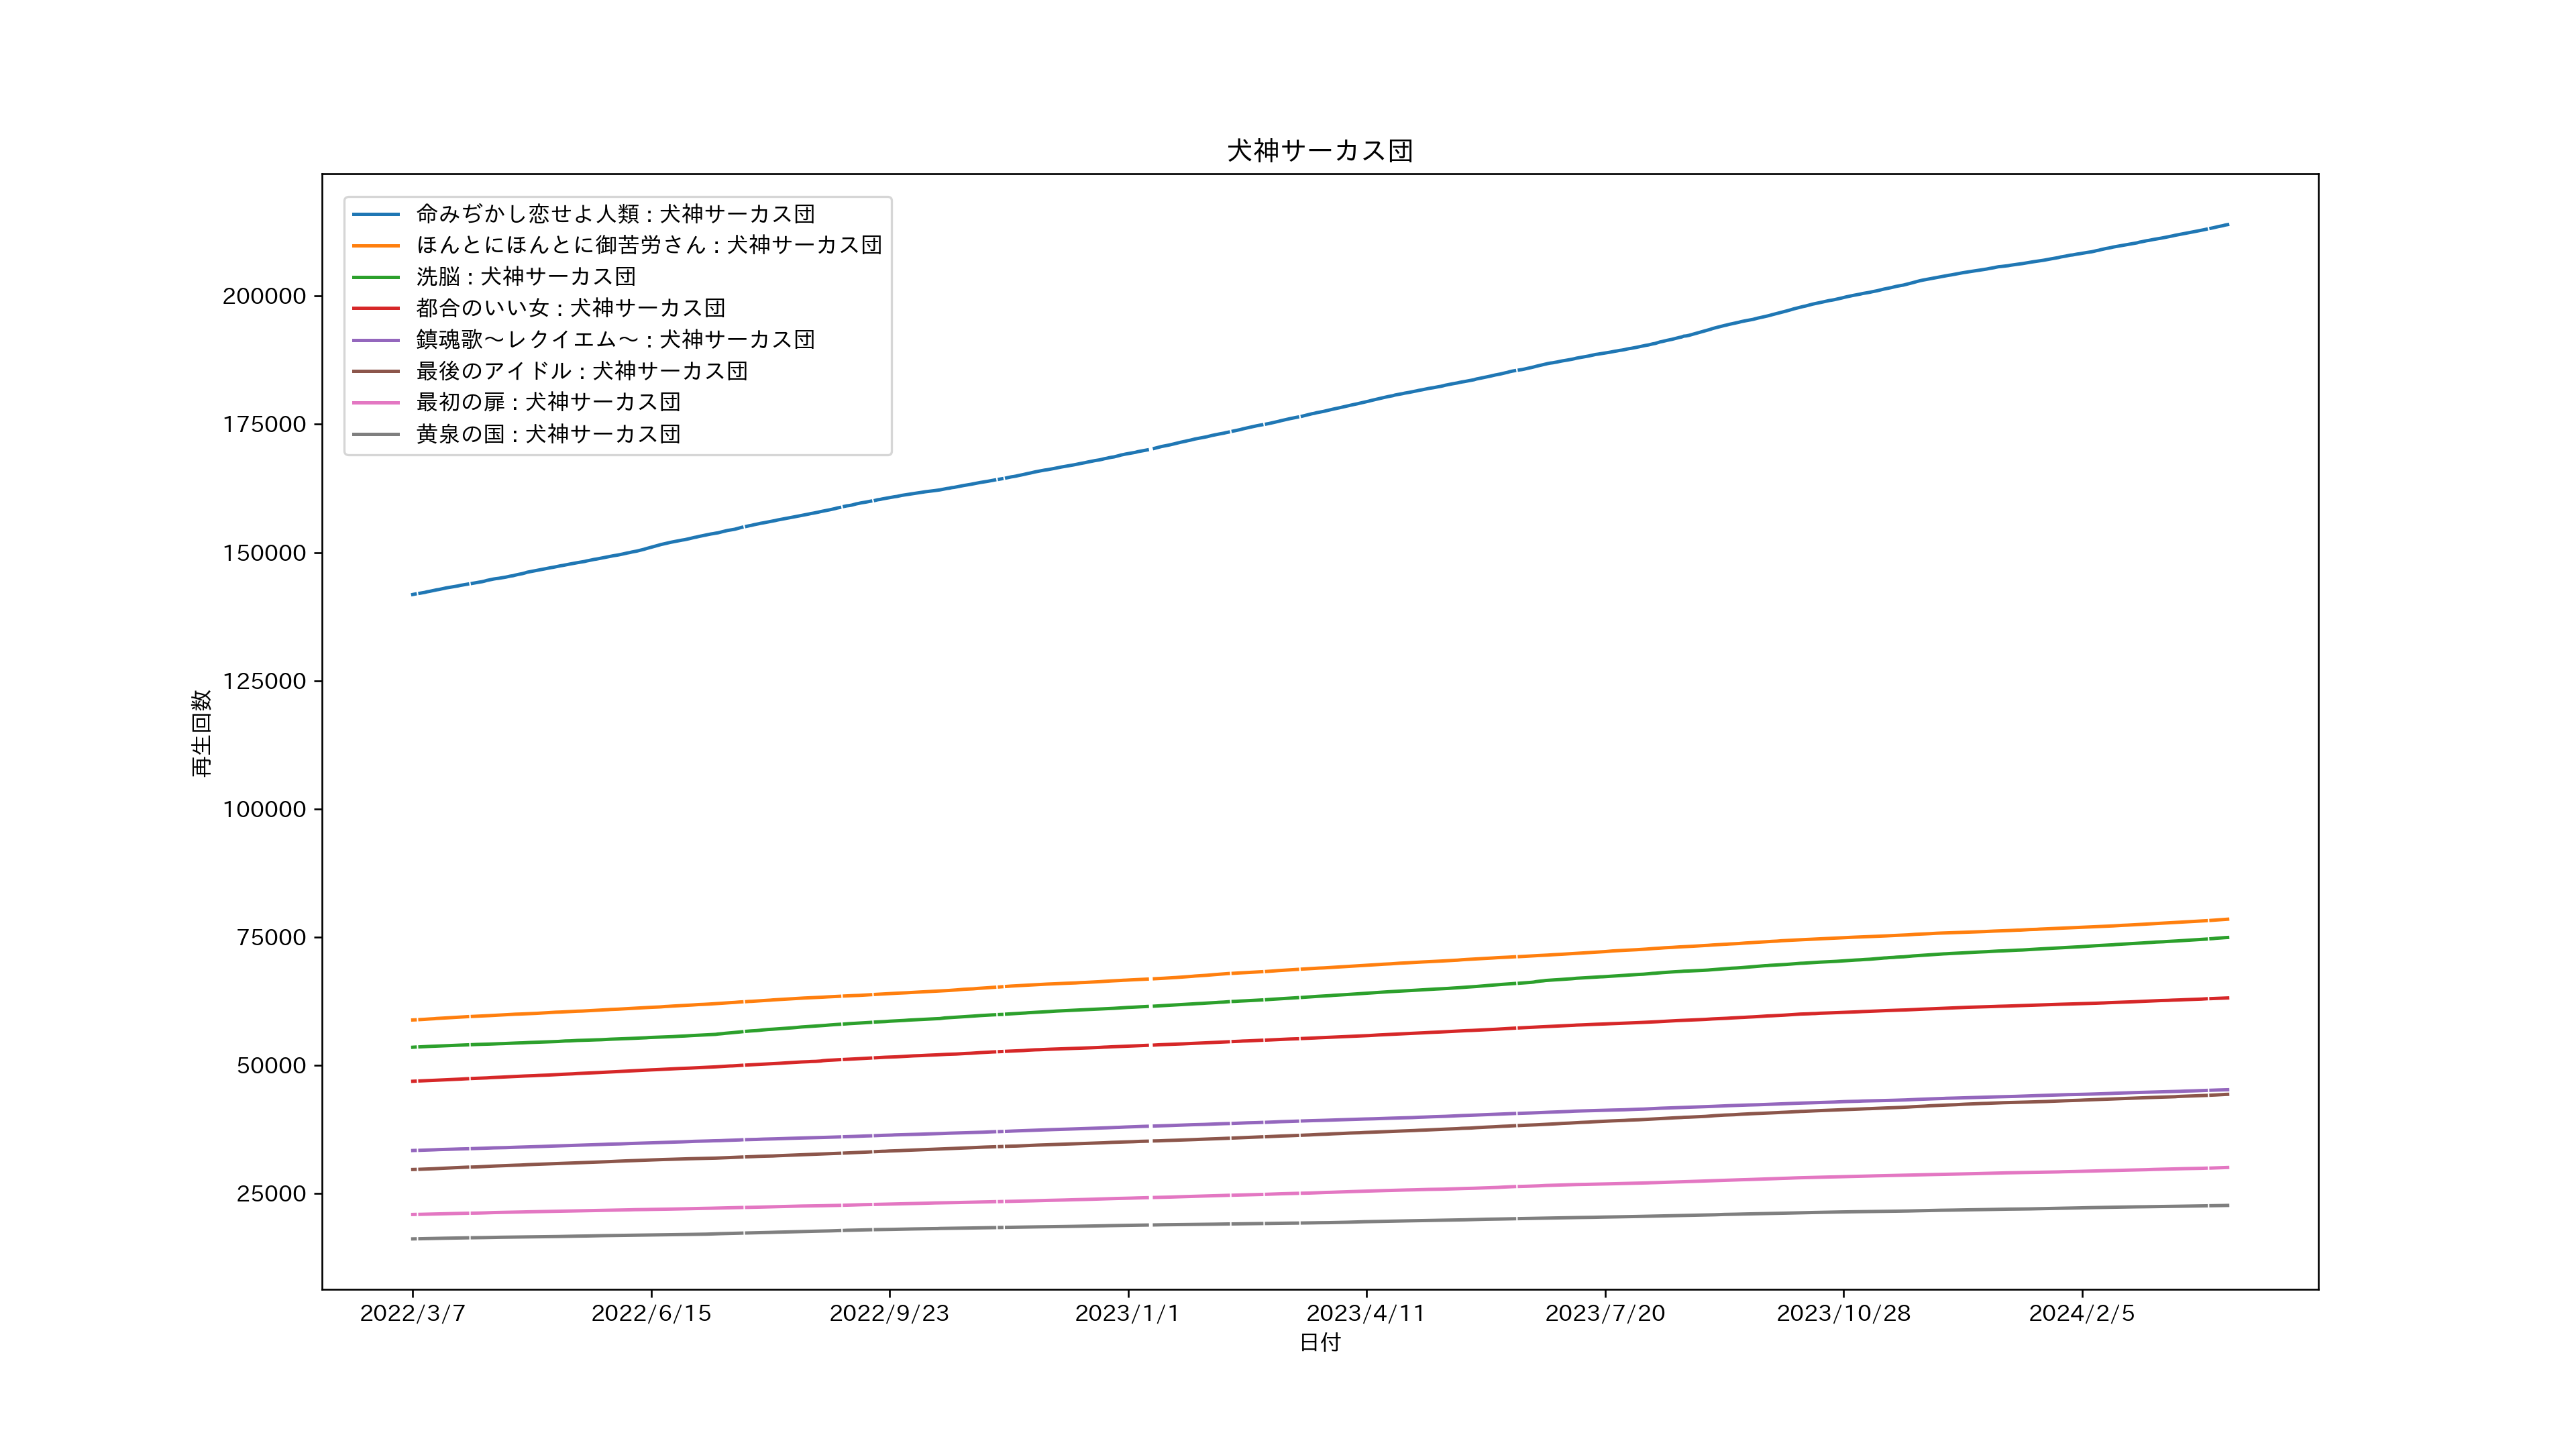 犬神サーカス団
命みぢかし恋せよ人類 : 犬神サーカス団
ほんとにほんとに御苦労さん : 犬神サーカス団
洗脳 : 犬神サーカス団
都合のいい女 : 犬神サーカス団
鎮魂歌〜レクイエム〜 : 犬神サーカス団
最後のアイドル : 犬神サーカス団
最初の扉 : 犬神サーカス団
黄泉の国 : 犬神サーカス団
再生回数
200000
175000
150000
125000
100000
75000
50000
25000
2022/3/7 2022/6/15 2022/9/23 2023/1/1 2023/4/11 2023/7/20 2023/10/28 2024/2/5
日付